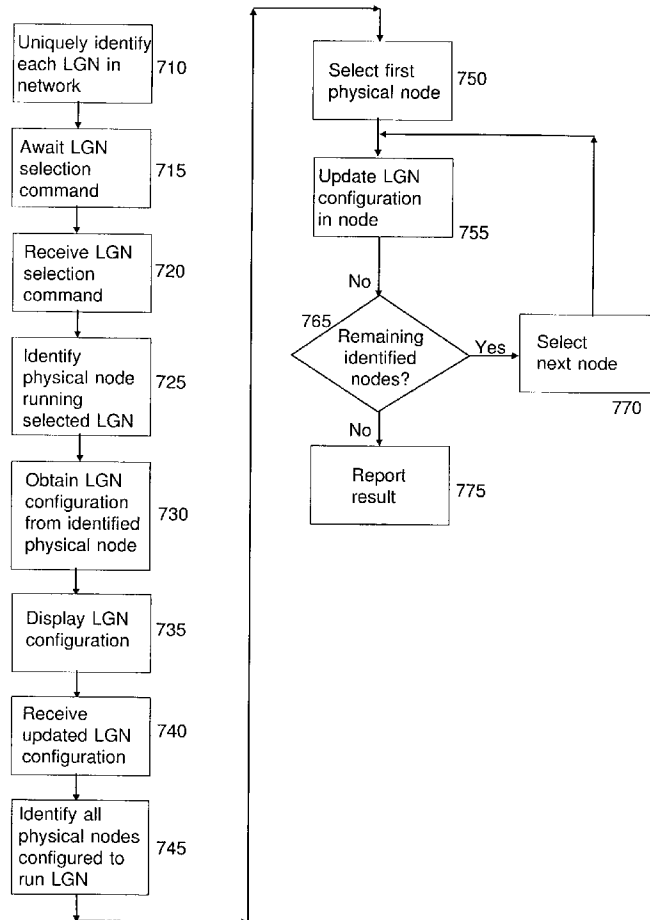 Uniquely identify
each LGN in
network
710
Await LGN
selection
command
715
Receive LGN
selection
command
720
Identify
physical node
running
selected LGN
725
Obtain LGN
configuration
from identified
physical node
730
Display LGN
configuration
735
Receive
updated LGN
configuration
740
Identify all
physical nodes
configured to
run LGN
745
Select first
physical node
750
Update LGN
configuration
in node
755
No
765
Remaining
identified
nodes?
Yes
Select
next node
770
No
Report
result
775